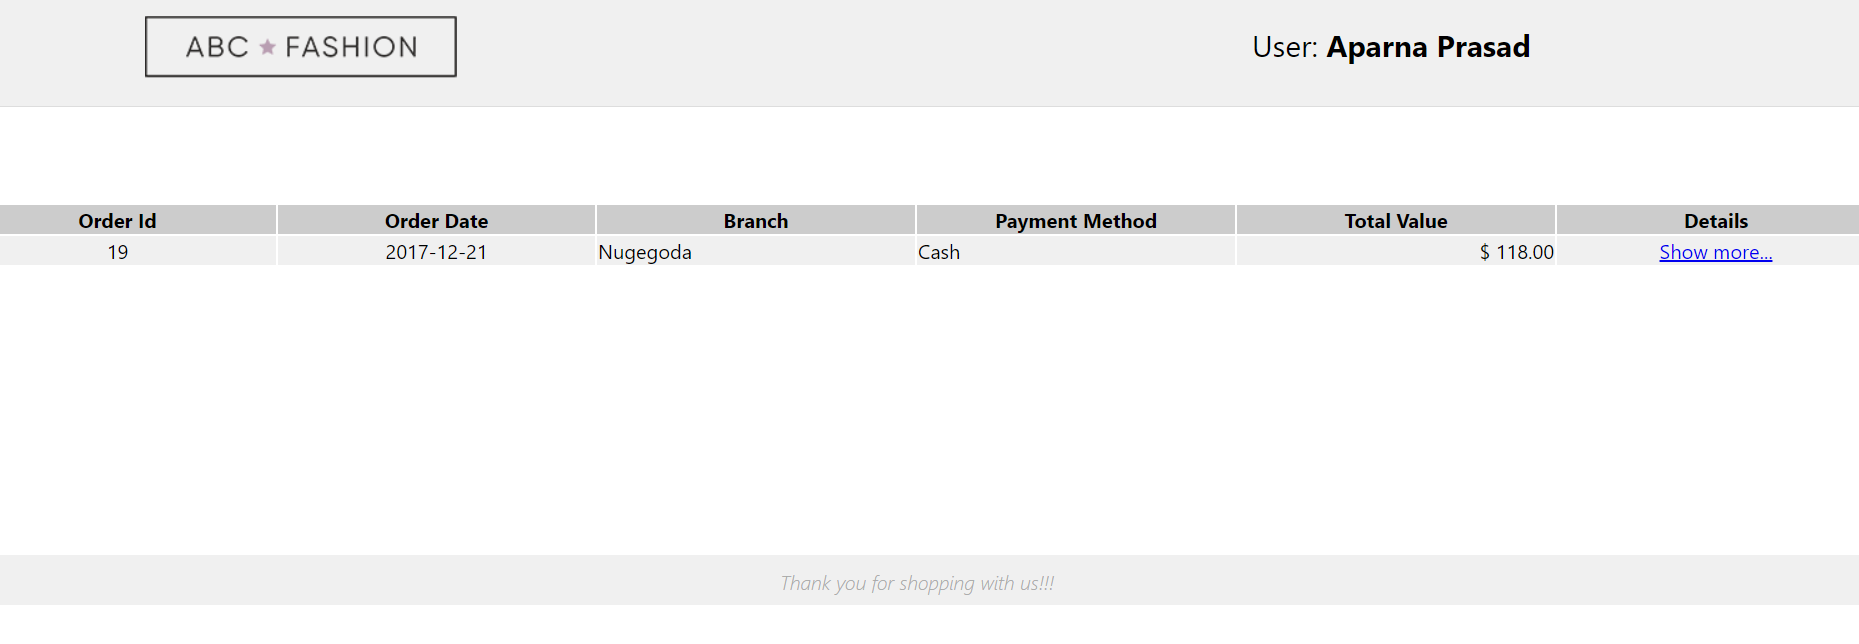 ABC ★ FASHION
User: Aparna Prasad
Order Id Order Date Branch Payment Method Total Value Details
19 2017-12-21 Nugegoda Cash $ 118.00 Show more...
Thank you for shopping with us!!!